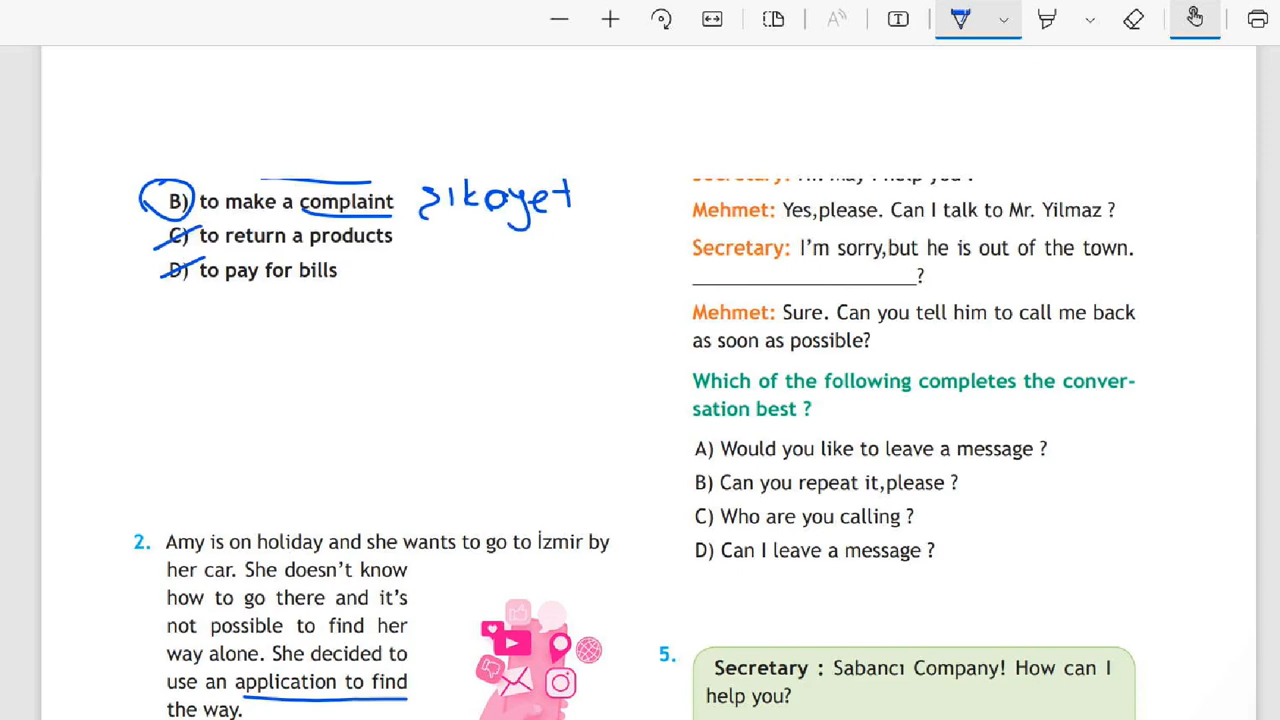 B) to make a complaint şikayet
C) to return a products
D) to pay for bills
2. Amy is on holiday and she wants to go to İzmir by
her car. She doesn't know
how to go there and it's
not possible to find her
way alone. She decided to
use an application to find
the way.
Secretary: Hi. May I help you ?
Mehmet: Yes,please. Can I talk to Mr. Yilmaz ?
Secretary: I'm sorry,but he is out of the town.
____________________?
Mehmet: Sure. Can you tell him to call me back
as soon as possible?
Which of the following completes the conver-
sation best ?
A) Would you like to leave a message ?
B) Can you repeat it,please ?
C) Who are you calling ?
D) Can I leave a message ?
5. Secretary : Sabancı Company! How can I
help you?